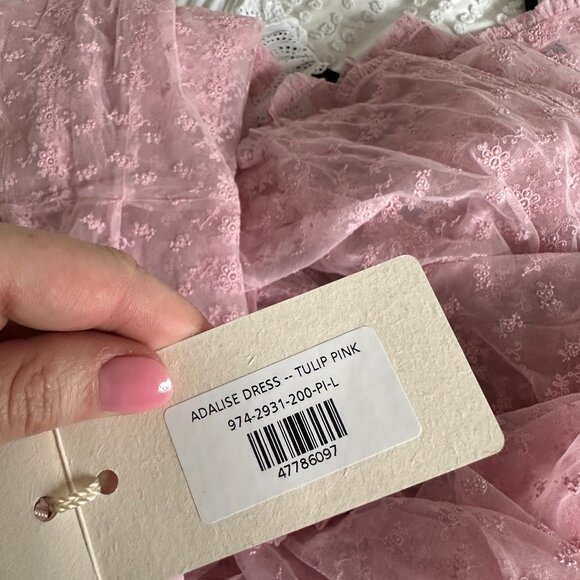 ADALISE DRESS -- TULIP PINK
974-2931-200-PI-L
47786097